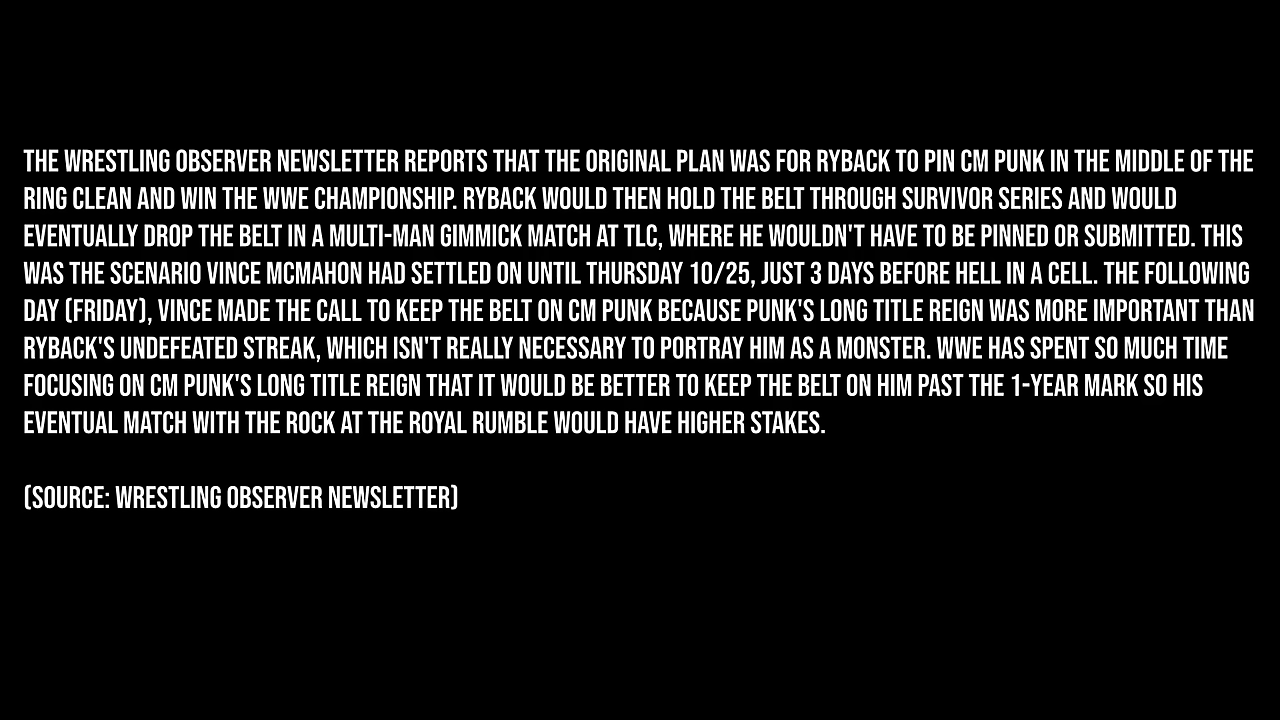 THE WRESTLING OBSERVER NEWSLETTER REPORTS THAT THE ORIGINAL PLAN WAS FOR RYBACK TO PIN CM PUNK IN THE MIDDLE OF THE
RING CLEAN AND WIN THE WWE CHAMPIONSHIP. RYBACK WOULD THEN HOLD THE BELT THROUGH SURVIVOR SERIES AND WOULD
EVENTUALLY DROP THE BELT IN A MULTI-MAN GIMMICK MATCH AT TLC, WHERE HE WOULDN'T HAVE TO BE PINNED OR SUBMITTED. THIS
WAS THE SCENARIO VINCE MCMAHON HAD SETTLED ON UNTIL THURSDAY 10/25, JUST 3 DAYS BEFORE HELL IN A CELL. THE FOLLOWING
DAY (FRIDAY), VINCE MADE THE CALL TO KEEP THE BELT ON CM PUNK BECAUSE PUNK'S LONG TITLE REIGN WAS MORE IMPORTANT THAN
RYBACK'S UNDEFEATED STREAK, WHICH ISN'T REALLY NECESSARY TO PORTRAY HIM AS A MONSTER. WWE HAS SPENT SO MUCH TIME
FOCUSING ON CM PUNK'S LONG TITLE REIGN THAT IT WOULD BE BETTER TO KEEP THE BELT ON HIM PAST THE 1-YEAR MARK SO HIS
EVENTUAL MATCH WITH THE ROCK AT THE ROYAL RUMBLE WOULD HAVE HIGHER STAKES.
(SOURCE: WRESTLING OBSERVER NEWSLETTER)